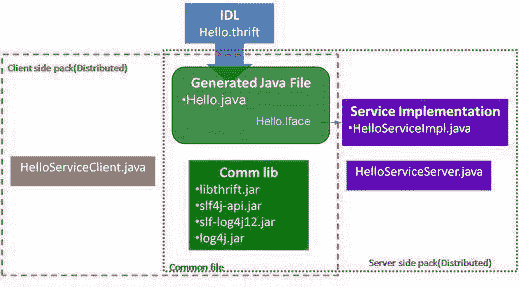 IDL
Hello.thrift
Client side pack(Distributed)
Generated Java File
•Hello.java
Hello.Iface
Service Implementation
•HelloServiceImpl.java
HelloServiceClient.java
Comm lib
•libthrift.jar
•slf4j-api.jar
•slf-log4j12.jar
•log4j.jar
HelloServiceServer.java
Common file
Server side pack(Distributed)